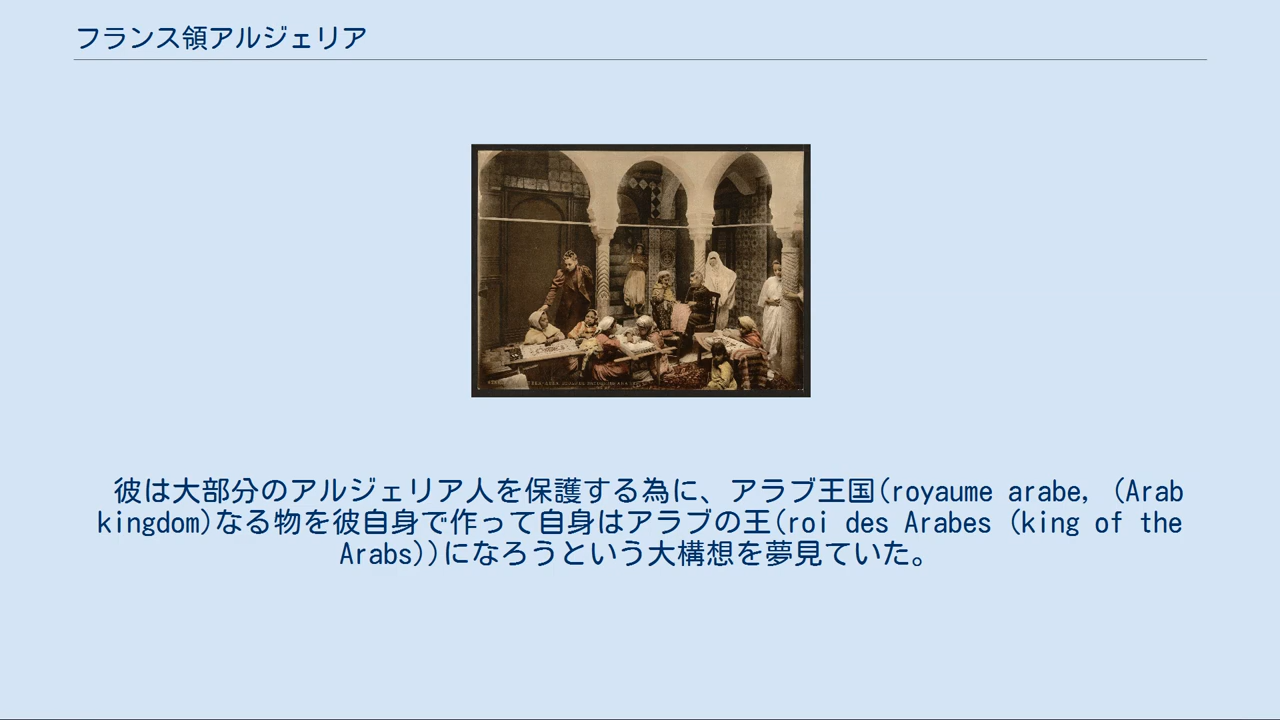 フランス領アルジェリア
彼は大部分のアルジェリア人を保護する為に、アラブ王国(royaume arabe, (Arab
kingdom)なる物を彼自身で作って自身はアラブの王(roi des Arabes (king of the
Arabs))になろうという大構想を夢見ていた。